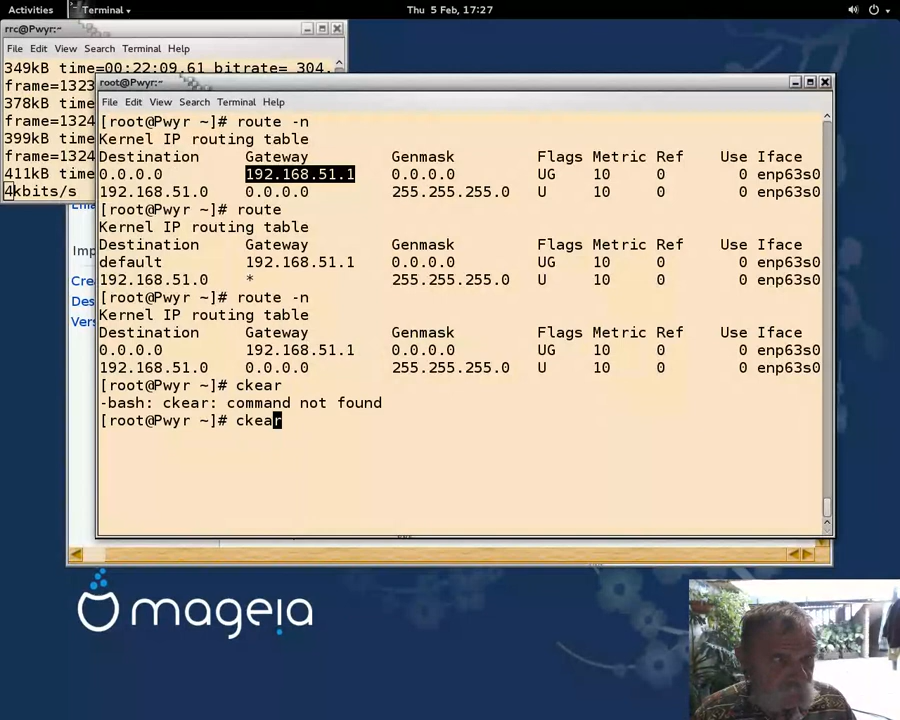 Activities
Terminal
Thu 5 Feb, 17:27
rrc@Pwyr:~
File Edit View Search Terminal Help
349kB time=00:22:09.61 bitrate= 304.
frame=1323
378kB time
frame=1324
399kB time
frame=1324
411kB time
4kbits/s
root@Pwyr:~
File Edit View Search Terminal Help
[root@Pwyr ~]# route -n
Kernel IP routing table
Destination Gateway Genmask Flags Metric Ref Use Iface
0.0.0.0 192.168.51.1 0.0.0.0 UG 10 0 0 enp63s0
192.168.51.0 0.0.0.0 255.255.255.0 U 10 0 0 enp63s0
[root@Pwyr ~]# route
Kernel IP routing table
Destination Gateway Genmask Flags Metric Ref Use Iface
default 192.168.51.1 0.0.0.0 UG 10 0 0 enp63s0
192.168.51.0 * 255.255.255.0 U 10 0 0 enp63s0
[root@Pwyr ~]# route -n
Kernel IP routing table
Destination Gateway Genmask Flags Metric Ref Use Iface
0.0.0.0 192.168.51.1 0.0.0.0 UG 10 0 0 enp63s0
192.168.51.0 0.0.0.0 255.255.255.0 U 10 0 0 enp63s0
[root@Pwyr ~]# ckear
-bash: ckear: command not found
[root@Pwyr ~]# ckear
Imp
Cre
Des
Vers
mageia